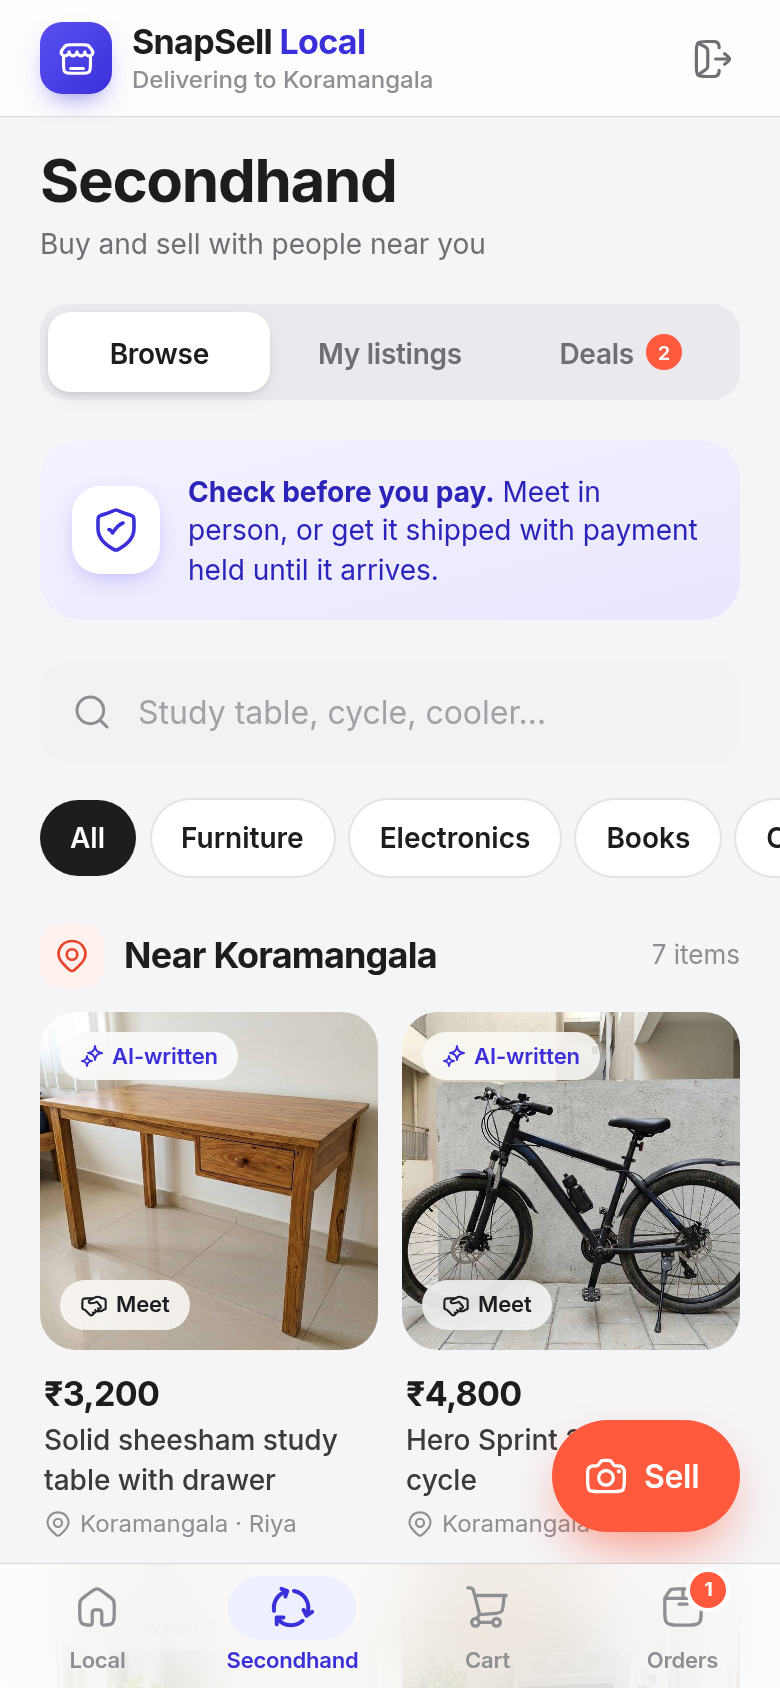 SnapSell Local
Delivering to Koramangala
Secondhand
Buy and sell with people near you
Browse
My listings
Deals 2
Check before you pay. Meet in
person, or get it shipped with payment
held until it arrives.
Study table, cycle, cooler...
All
Furniture
Electronics
Books
Near Koramangala
7 items
AI-written
AI-written
Meet
Meet
₹3,200
₹4,800
Solid sheesham study
table with drawer
Hero Sprint
cycle
Koramangala · Riya
Koramangala
Sell
1
Local
Secondhand
Cart
Orders